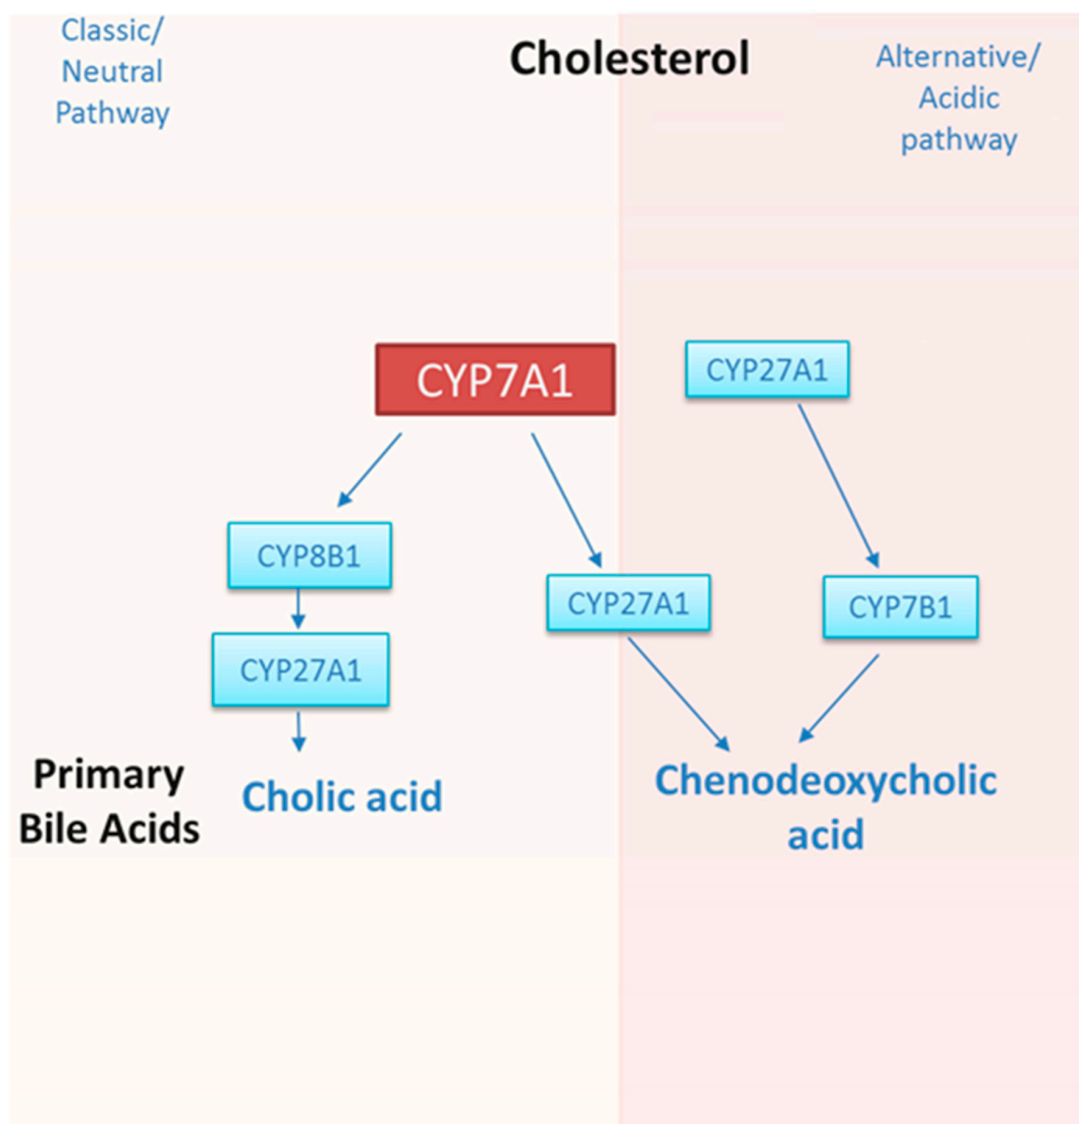 Classic/
Neutral
Pathway
Cholesterol
Alternative/
Acidic
pathway
CYP7A1
CYP27A1
CYP8B1
CYP27A1
CYP7B1
CYP27A1
Primary
Bile Acids
Cholic acid
Chenodeoxycholic
acid